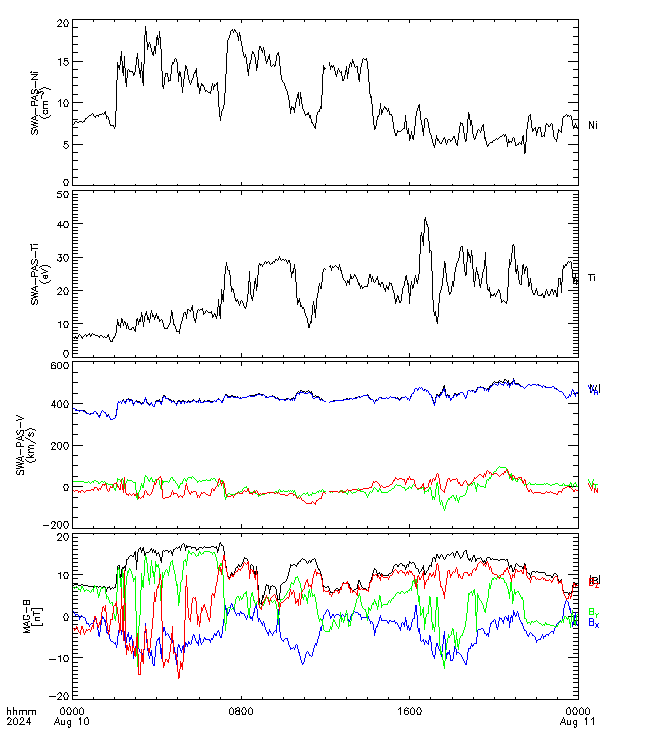 20
15
10
5
0
SWA-PAS-Ni
(cm⁻³)
Ni
50
40
30
20
10
0
SWA-PAS-Ti
(eV)
Ti
600
400
200
0
-200
SWA-PAS-V
(km/s)
20
10
0
-10
-20
MAG-B
[nT]
|B|
By
Bx
hhmm 0000 0800 1600 0000
2024 Aug 10 Aug 11